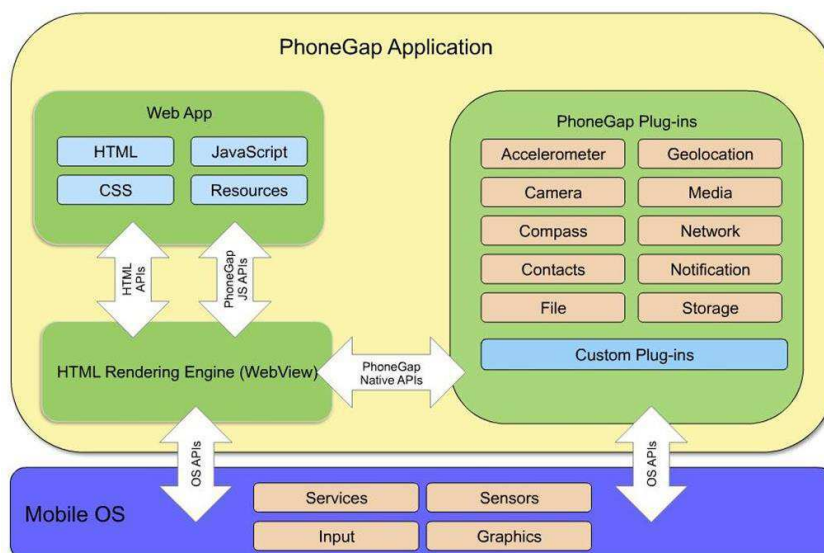 PhoneGap Application
Web App
HTML
JavaScript
CSS
Resources
HTML
APIs
PhoneGap
JS APIs
HTML Rendering Engine (WebView)
PhoneGap
Native APIs
PhoneGap Plug-ins
Accelerometer
Geolocation
Camera
Media
Compass
Network
Contacts
Notification
File
Storage
Custom Plug-ins
OS APIs
OS APIs
Mobile OS
Services
Sensors
Input
Graphics